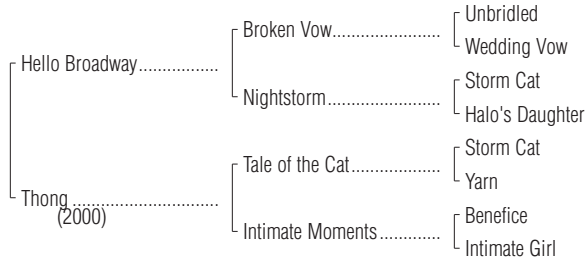 Unbridled
Broken Vow
Wedding Vow
Hello Broadway
Storm Cat
Nightstorm
Halo's Daughter
Storm Cat
Tale of the Cat
Yarn
Thong
(2000)
Benefice
Intimate Moments
Intimate Girl